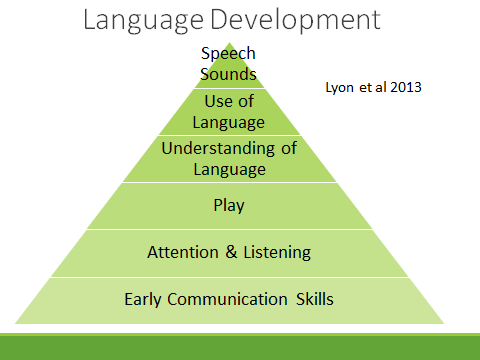 Language Development
Speech
Sounds
Lyon et al 2013
Use of
Language
Understanding of
Language
Play
Attention & Listening
Early Communication Skills